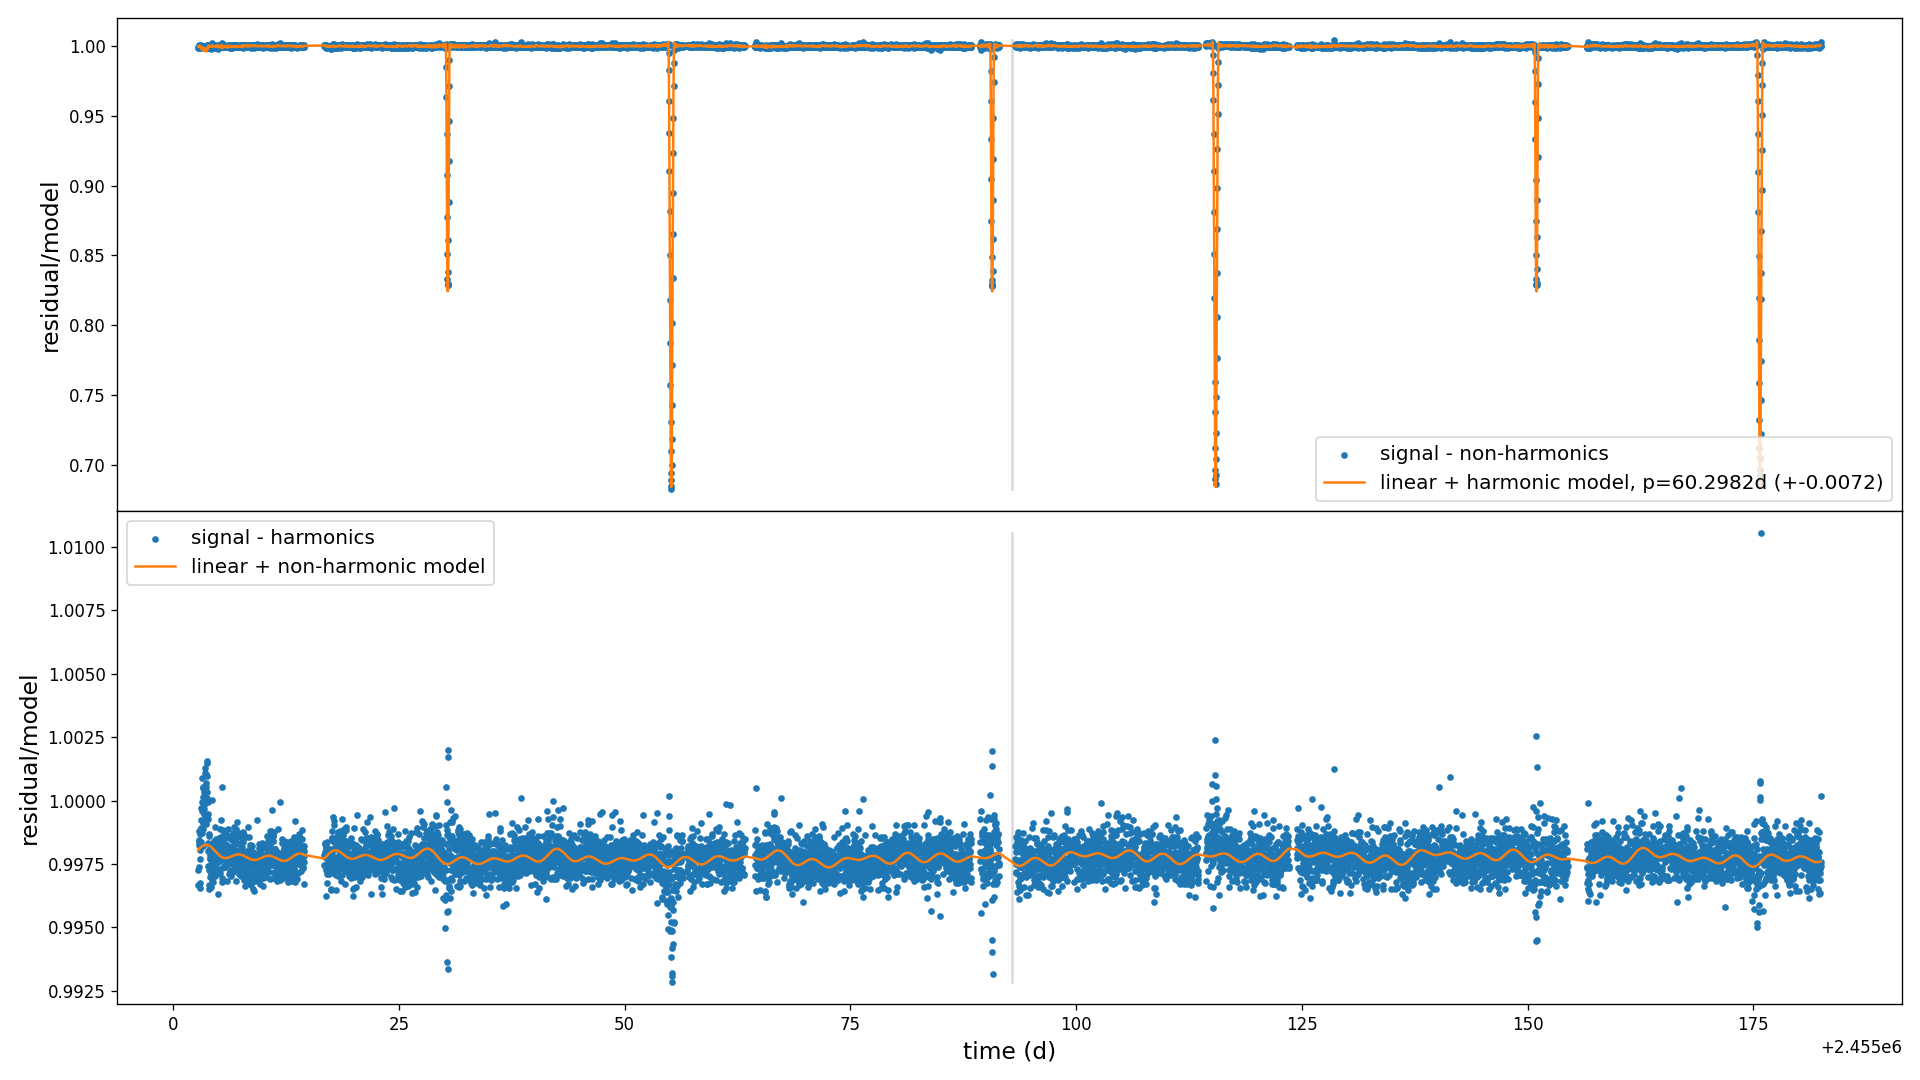 residual/model
1.00
0.95
0.90
0.85
0.80
0.75
0.70
signal - non-harmonics
linear + harmonic model, p=60.2982d (+-0.0072)
residual/model
1.0100
1.0075
1.0050
1.0025
1.0000
0.9975
0.9950
0.9925
signal - harmonics
linear + non-harmonic model
0 25 50 75 100 125 150 175
time (d)
+2.455e6